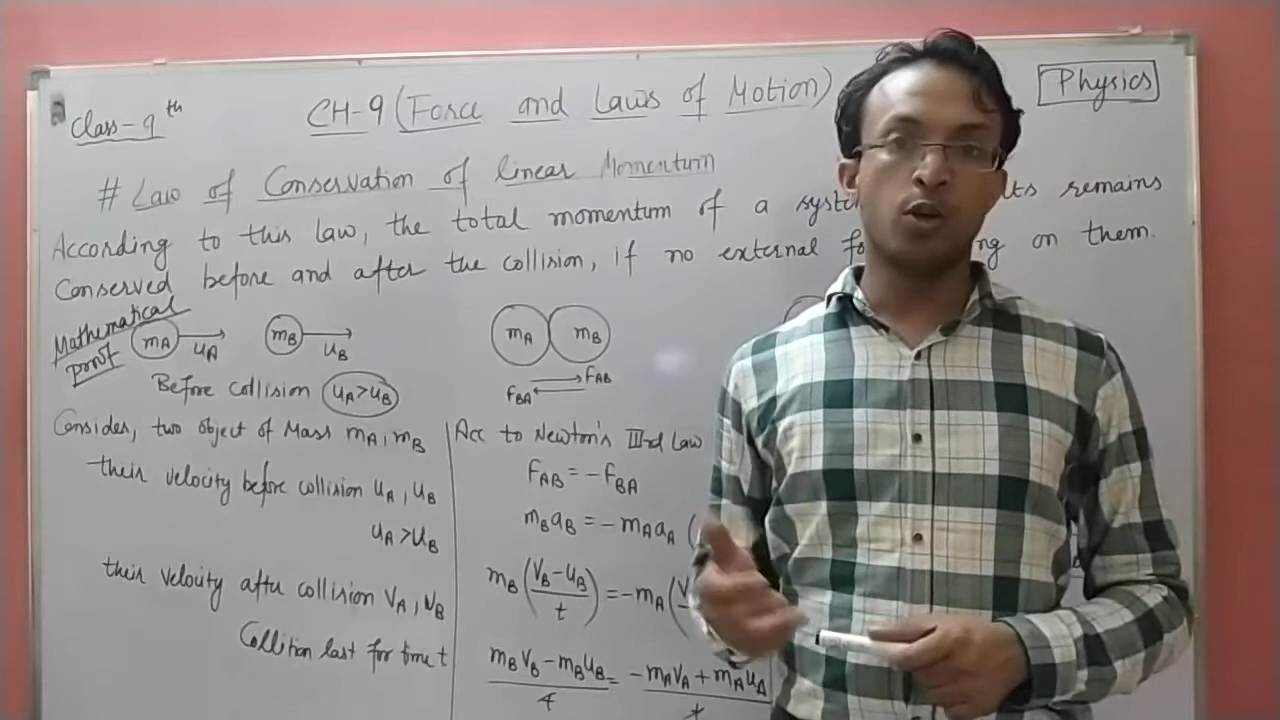 Class-9th
CH-9 (Force and Laws of Motion)
Physics
# Law of Conservation of linear Momentum
According to this law, the total momentum of a remains
Conserved before and after the collision, if no external on them.
Mathematical
proof
mA uA mB uB
mA mB
FAB
FBA
Before collision uA>uB
Consider, two object of Mass mA, mB
their velocity before collision uA, uB
uA>uB
their velocity after collision VA, VB
Collition last for time t
Acc to Newton's IIIrd Law
FAB = -FBA
mBaB = -mAaA (
mB(VB-uB/t) = -mA(
mBVB - mBuB/t = -mAVA + mAuA/t